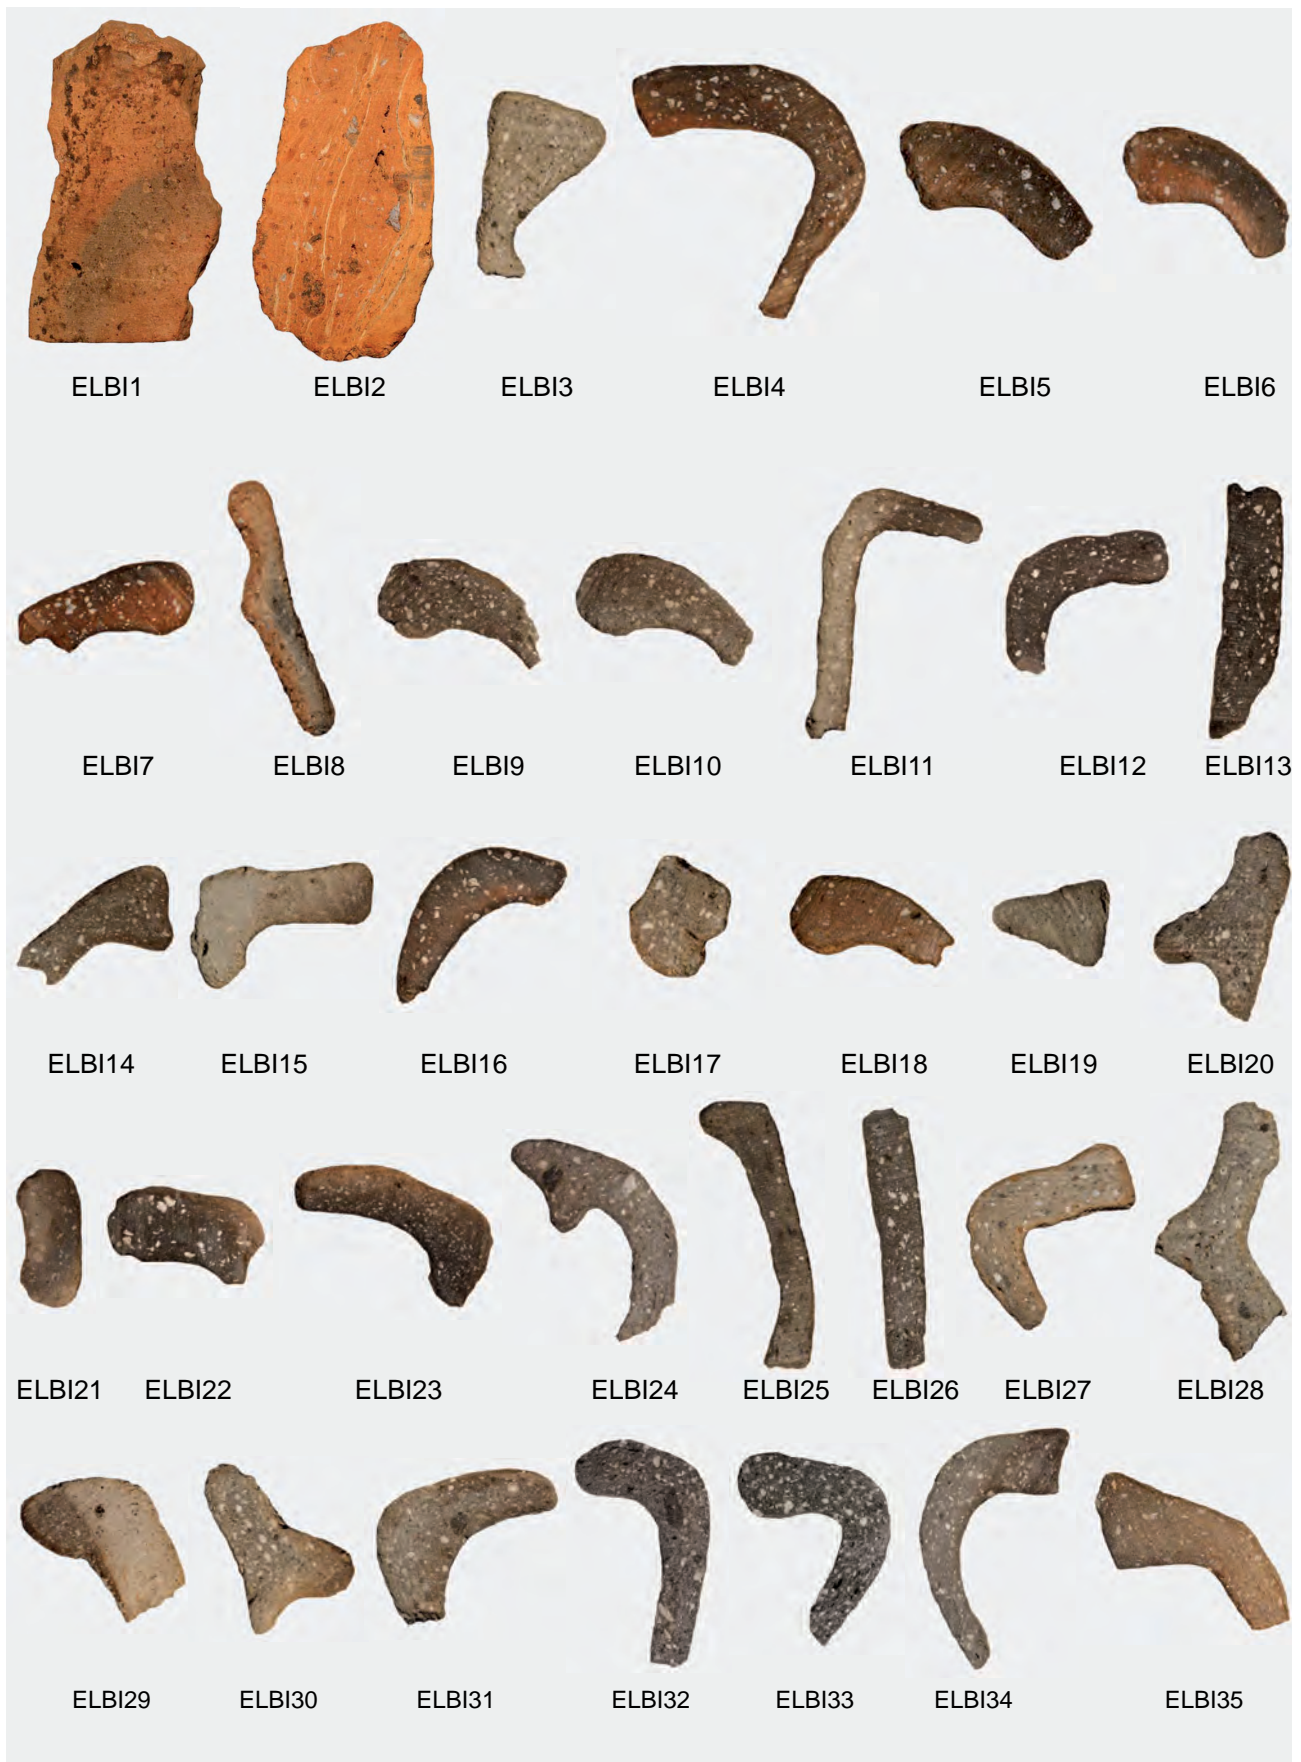 ELBI1 ELBI2 ELBI3 ELBI4 ELBI5 ELBI6
ELBI7 ELBI8 ELBI9 ELBI10 ELBI11 ELBI12 ELBI13
ELBI14 ELBI15 ELBI16 ELBI17 ELBI18 ELBI19 ELBI20
ELBI21 ELBI22 ELBI23 ELBI24 ELBI25 ELBI26 ELBI27 ELBI28
ELBI29 ELBI30 ELBI31 ELBI32 ELBI33 ELBI34 ELBI35